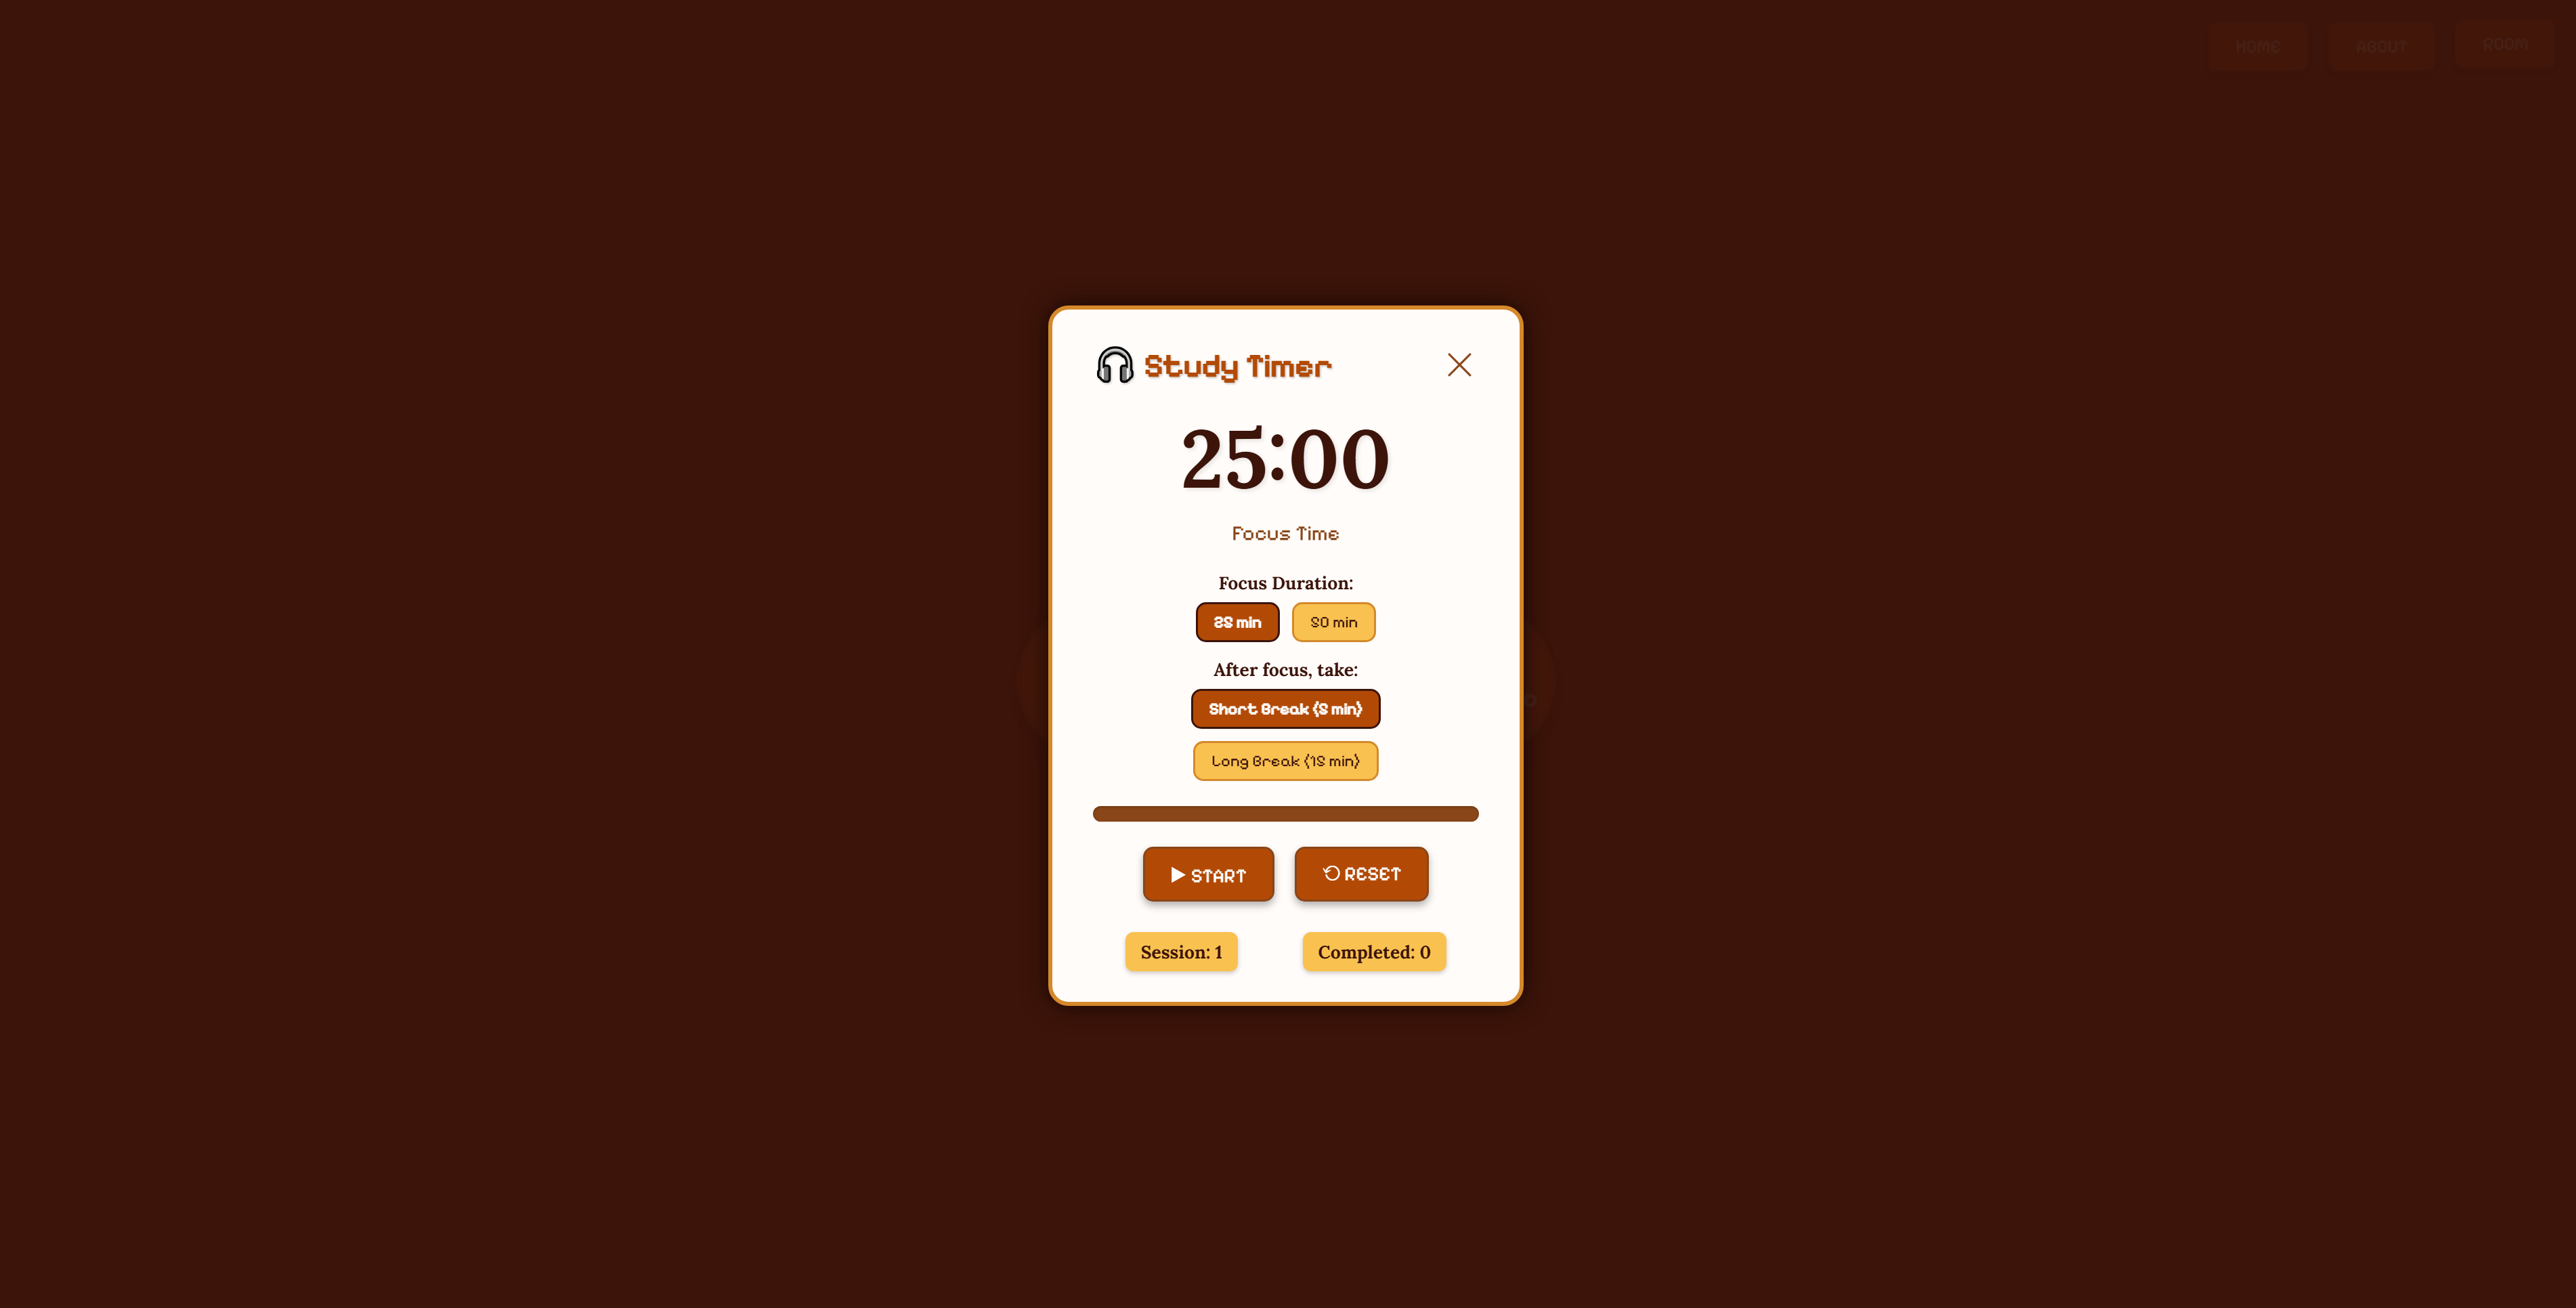 HOME ABOUT ROOM
Study Timer
25:00
Focus Time
Focus Duration:
25 min 50 min
After focus, take:
Short Break (5 min)
Long Break (15 min)
START RESET
Session: 1 Completed: 0